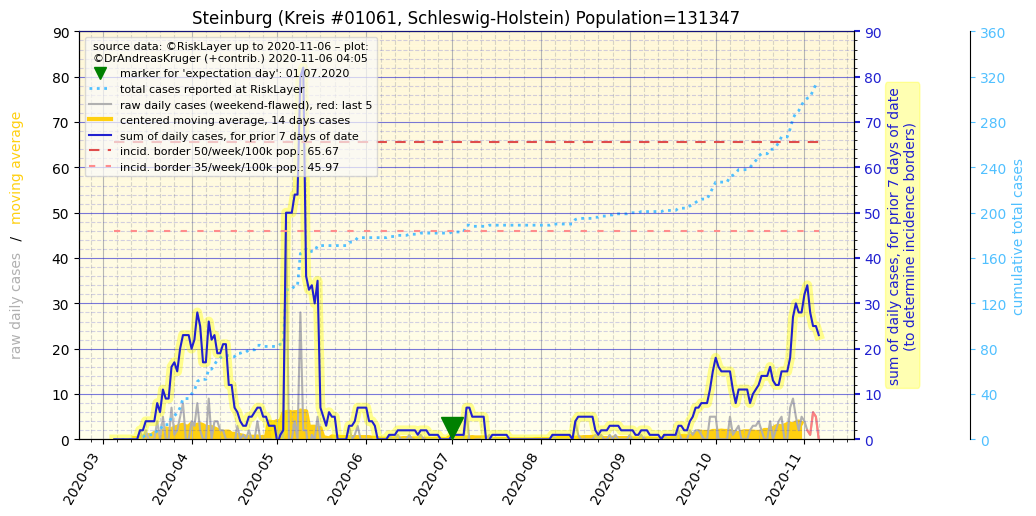 Steinburg (Kreis #01061, Schleswig-Holstein) Population=131347
source data: ©RiskLayer up to 2020-11-06 – plot:
©DrAndreasKruger (+contrib.) 2020-11-06 04:05
marker for 'expectation day': 01.07.2020
total cases reported at RiskLayer
raw daily cases (weekend-flawed), red: last 5
centered moving average, 14 days cases
sum of daily cases, for prior 7 days of date
incid. border 50/week/100k pop.: 65.67
incid. border 35/week/100k pop.: 45.97
raw daily cases / moving average
90
80
70
60
50
40
30
20
10
0
2020-03
2020-04
2020-05
2020-06
2020-07
2020-08
2020-09
2020-10
2020-11
90
80
70
60
50
40
30
20
10
0
sum of daily cases, for prior 7 days of date
(to determine incidence borders)
360
320
280
240
200
160
120
80
40
0
cumulative total cases